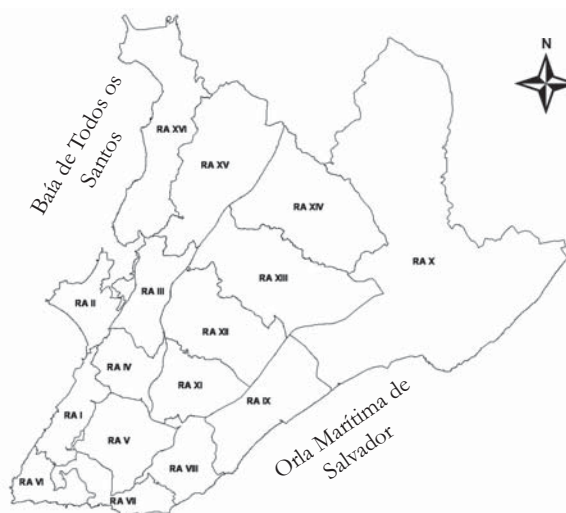 N
Baía de Todos os
Santos
RA XVI
RA XV
RA XIV
RA X
RA II
RA III
RA XIII
RA XII
RA IV
RA XI
RA IX
RA I
RA V
RA VIII
RA VI
RA VII
Orla Marítima de
Salvador